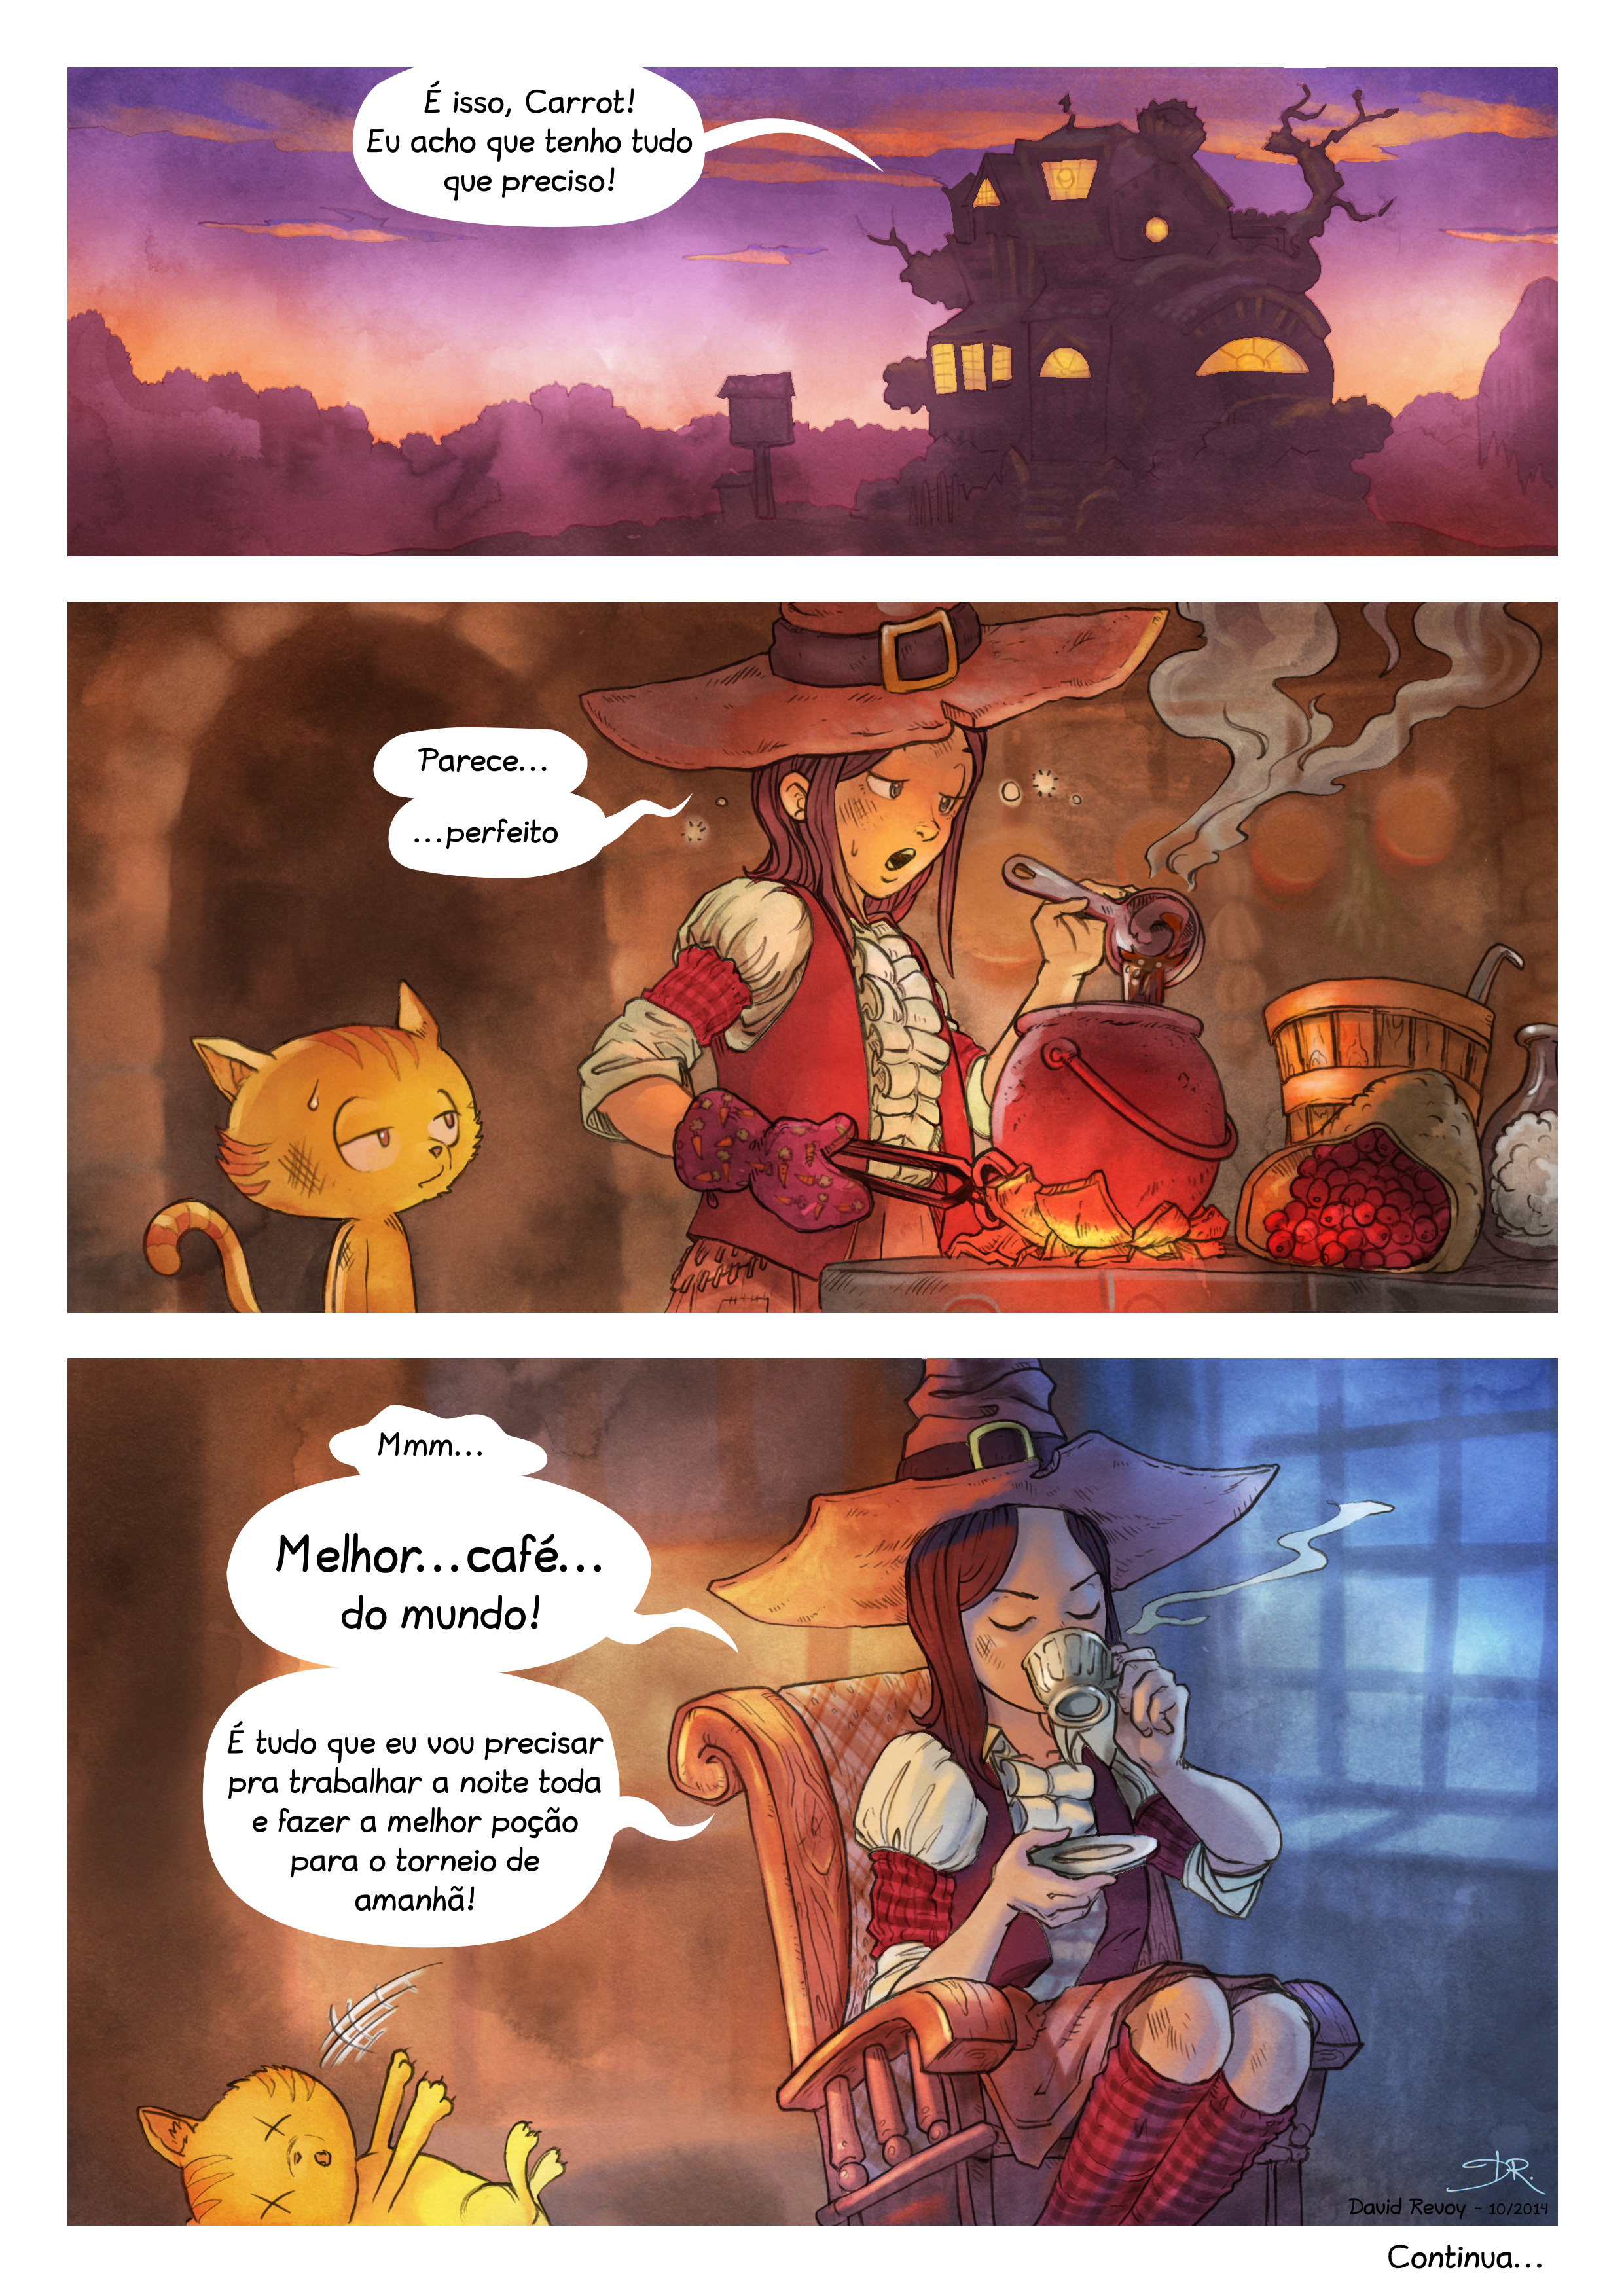 É isso, Carrot!
Eu acho que tenho tudo
que preciso!
Parece...
...perfeito
Mmm...
Melhor...café...
do mundo!
É tudo que eu vou precisar
pra trabalhar a noite toda
e fazer a melhor poção
para o torneio de
amanhã!
DR.
David Revoy - 10/2014
Continua...